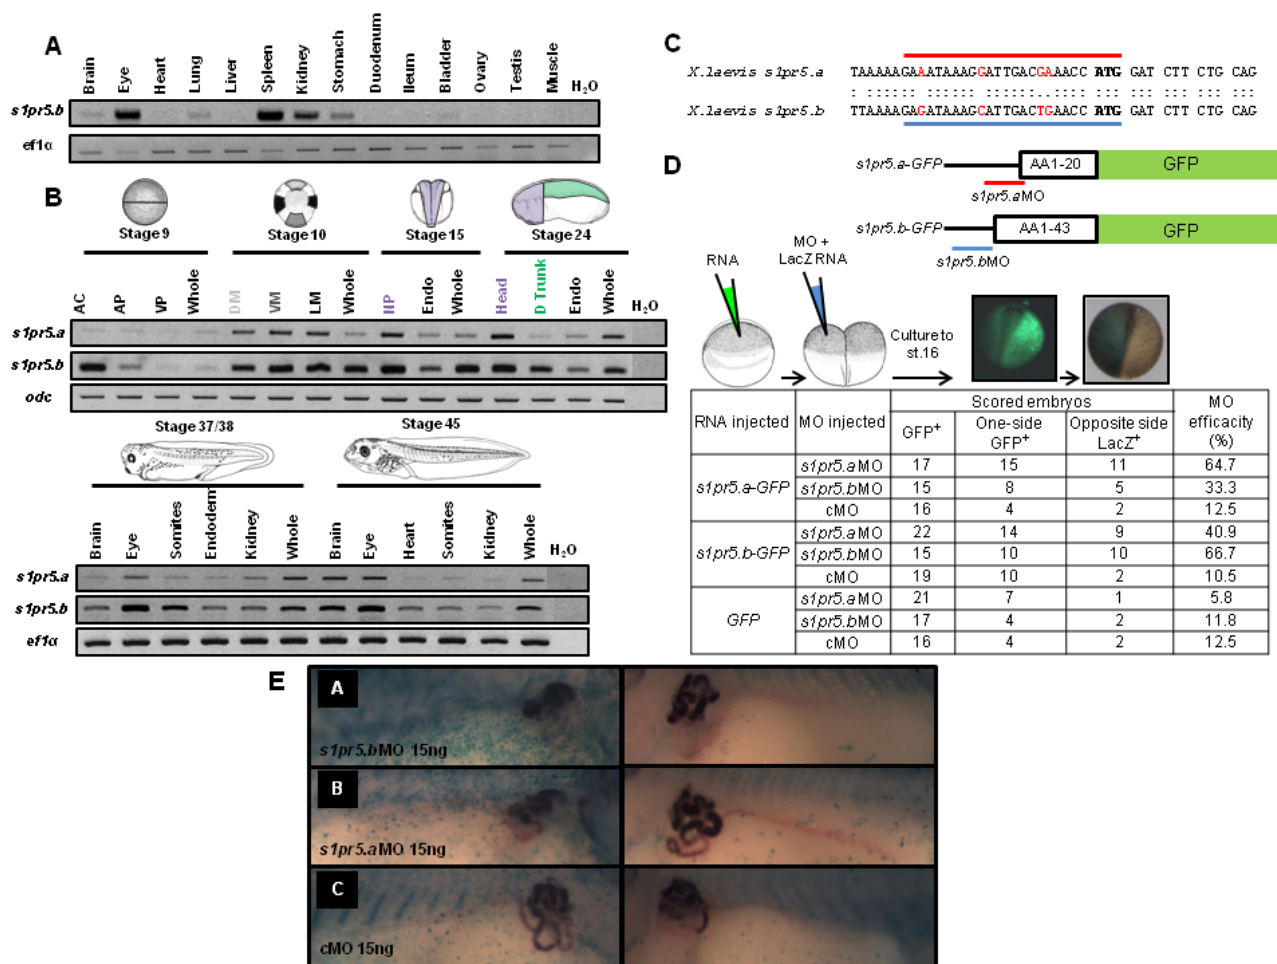 A
Brain Eye Heart Lung Liver Spleen Kidney Stomach Duodenum Ileum Bladder Ovary Testis Muscle H2O
s1pr5.b
ef1α
B
Stage 9 Stage 10 Stage 15 Stage 24
AC AP VP Whole DM VM LM Whole NP Endo Whole Head D Trunk Endo Whole H2O
s1pr5.a
s1pr5.b
odc
Stage 37/38 Stage 45
Brain Eye Somites Endoderm Kidney Whole Brain Eye Heart Somites Kidney Whole H2O
s1pr5.a
s1pr5.b
ef1α
C
X.laevis s1pr5.a TAAAAAGAAATAAAGGATTGACGAAACC ATG GAT CTT CTG CAG
X.laevis s1pr5.b TTAAAAGAGATAAAGCATTGACTGAACC ATG GAT CTT CTG CAG
D
s1pr5.a-GFP AA1-20 GFP
s1pr5.aMO
s1pr5.b-GFP AA1-43 GFP
s1pr5.bMO
RNA
MO +
LacZ RNA
Culture to
st.16
RNA injected MO injected Scored embryos MO efficacity (%)
GFP+ One-side GFP+ Opposite side LacZ+
s1pr5.a-GFP s1pr5.aMO 17 15 11 64.7
s1pr5.bMO 15 8 5 33.3
cMO 16 4 2 12.5
s1pr5.b-GFP s1pr5.aMO 22 14 9 40.9
s1pr5.bMO 15 10 10 66.7
cMO 19 10 2 10.5
GFP s1pr5.aMO 21 7 1 5.8
s1pr5.bMO 17 4 2 11.8
cMO 16 4 2 12.5
E
A
s1pr5.bMO 15ng
B
s1pr5.aMO 15ng
C
cMO 15ng